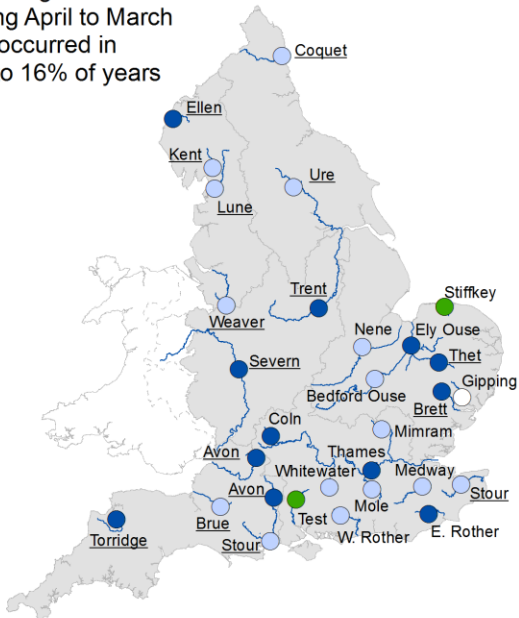 ng April to March
occurred in
o 16% of years
Coquet
Ellen
Kent
Ure
Lune
Trent
Stiffkey
Weaver
Nene
Ely Ouse
Thet
Severn
Gipping
Bedford Ouse
Brett
Coln
Mimram
Avon
Thames
Whitewater
Medway
Avon
Stour
Mole
Test
Brue
E. Rother
W. Rother
Torridge
Stour